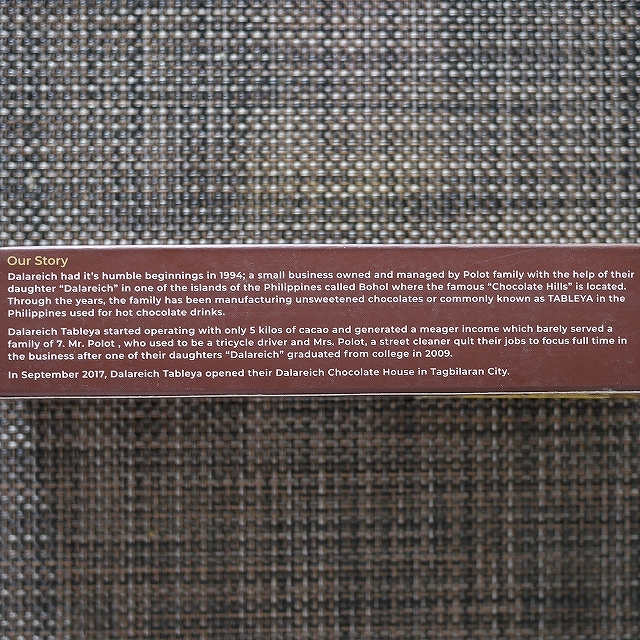 Our Story
Dalareich had it's humble beginnings in 1994; a small business owned and managed by Polot family with the help of their
daughter “Dalareich” in one of the islands of the Philippines called Bohol where the famous “Chocolate Hills” is located.
Through the years, the family has been manufacturing unsweetened chocolates or commonly known as TABLEYA in the
Philippines used for hot chocolate drinks.
Dalareich Tableya started operating with only 5 kilos of cacao and generated a meager income which barely served a
family of 7. Mr. Polot , who used to be a tricycle driver and Mrs. Polot, a street cleaner quit their jobs to focus full time in
the business after one of their daughters “Dalareich” graduated from college in 2009.
In September 2017, Dalareich Tableya opened their Dalareich Chocolate House in Tagbilaran City.